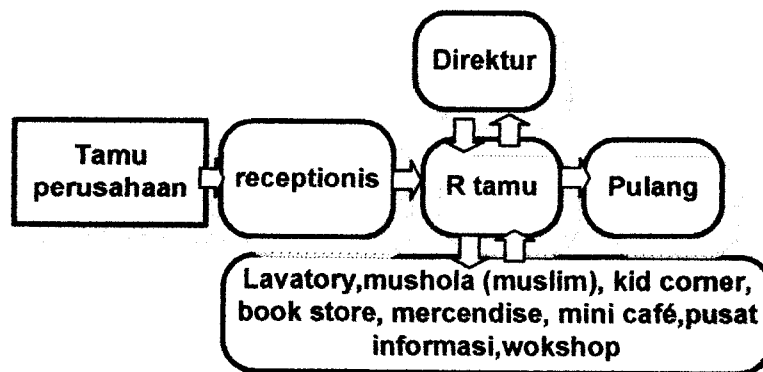 Direktur
Tamu
perusahaan
receptionis
R tamu
Pulang
Lavatory,mushola (muslim), kid corner,
book store, mercendise, mini café,pusat
informasi,wokshop